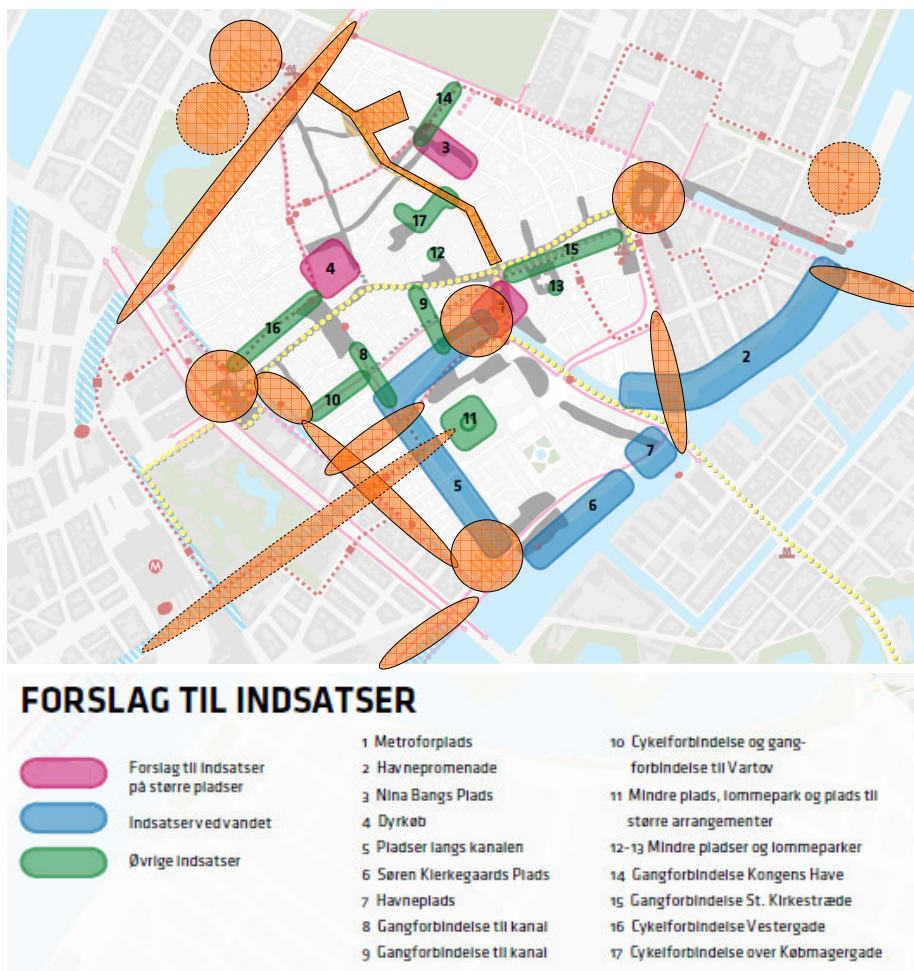 14
3
17
12
15
M
4
13
9
1
16
8
2
M
10
11
7
5
6
M
FORSLAG TIL INDSATSER
Forslag til indsatser
på større pladser
Indsatser ved vandet
Øvrige indsatser
1 Metroforplads
2 Havnepromenade
3 Nina Bangs Plads
4 Dyrkøb
5 Pladser langs kanalen
6 Søren Kierkegaards Plads
7 Havneplads
8 Gangforbindelse til kanal
9 Gangforbindelse til kanal
10 Cykelforbindelse og gang-
forbindelse til Vartov
11 Mindre plads, lommepark og plads til
større arrangementer
12-13 Mindre pladser og lommeparker
14 Gangforbindelse Kongens Have
15 Gangforbindelse St. Kirkestræde
16 Cykelforbindelse Vestergade
17 Cykelforbindelse over Købmagergade